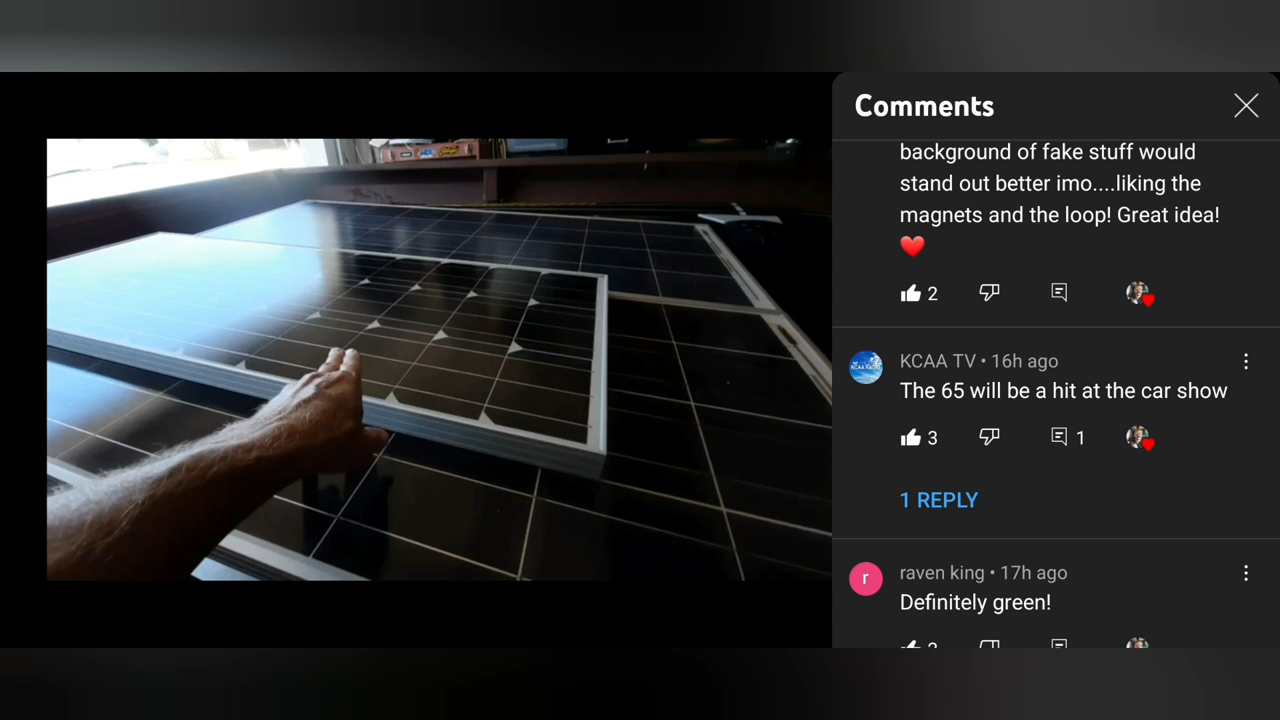 Comments
background of fake stuff would
stand out better imo....liking the
magnets and the loop! Great idea!
❤️
2
KCAA TV • 16h ago
The 65 will be a hit at the car show
3
1
1 REPLY
r
raven king • 17h ago
Definitely green!